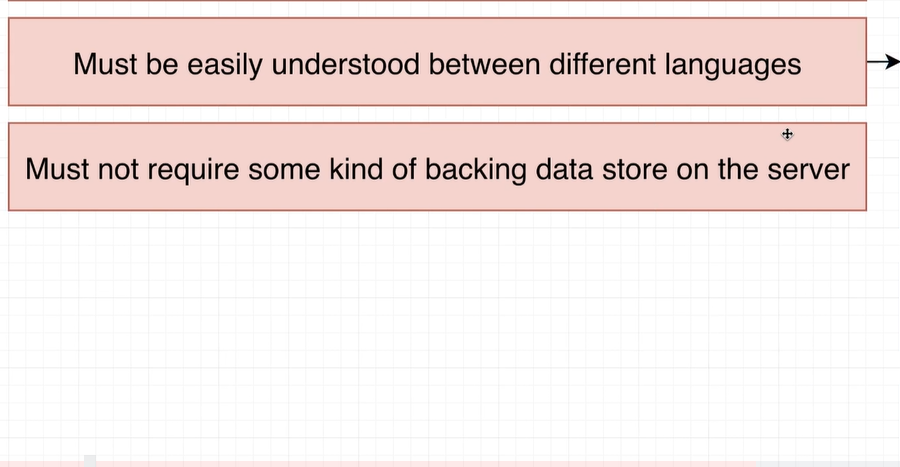 Must be easily understood between different languages
Must not require some kind of backing data store on the server